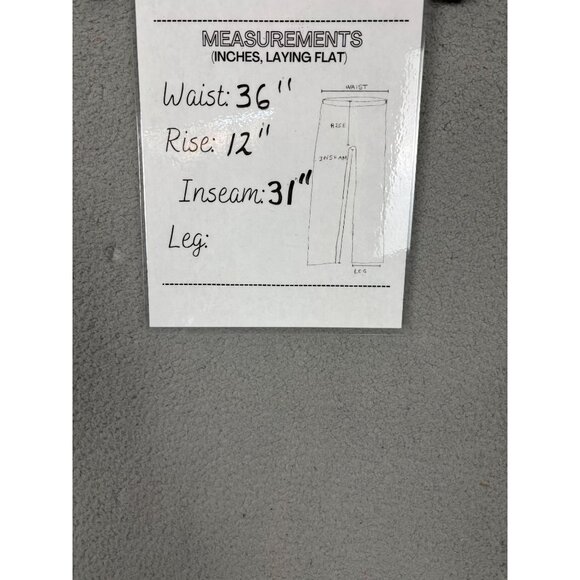 MEASUREMENTS
(INCHES, LAYING FLAT)
Waist: 36"
Rise: 12"
Inseam: 31"
Leg:
WAIST
RISE
INSEAM
LEG